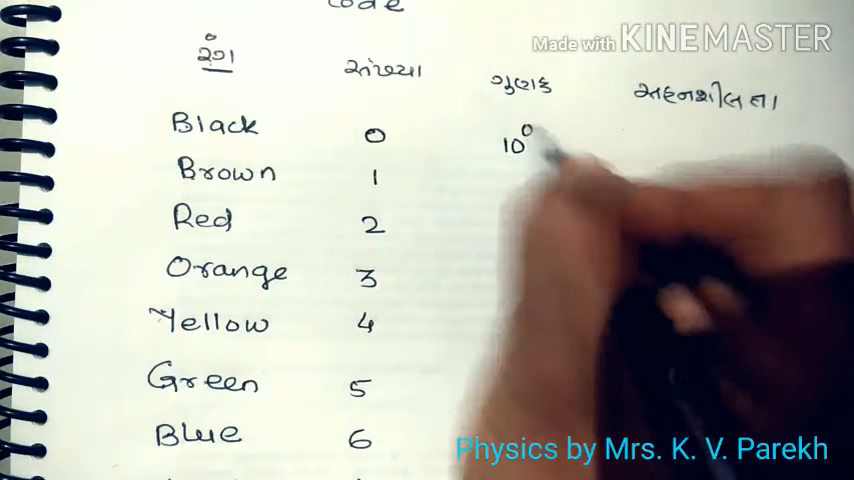 code
Made with KINEMASTER
રંગ સંખ્યા ગુણક સહનશીલતા
Black 0 10⁰
Brown 1
Red 2
Orange 3
Yellow 4
Green 5
Blue 6
Physics by Mrs. K. V. Parekh